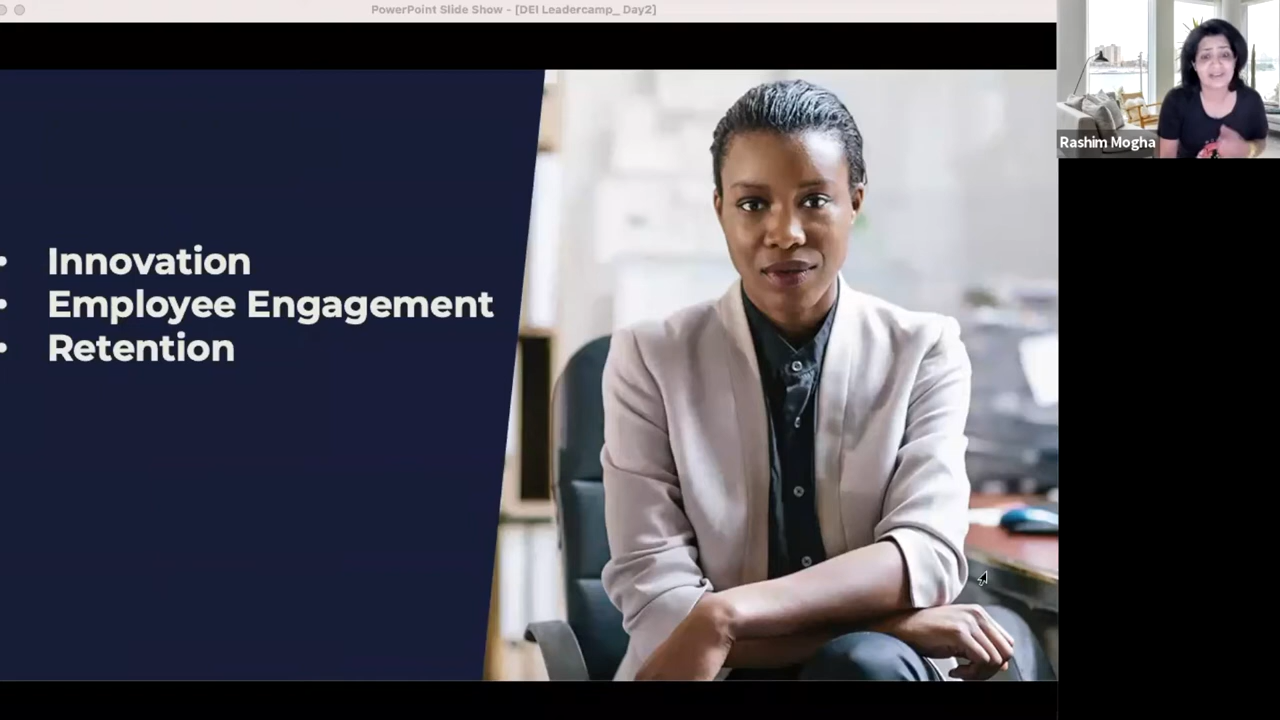 PowerPoint Slide Show - [DEI Leadercamp_ Day2]
Rashim Mogha
• Innovation
• Employee Engagement
• Retention